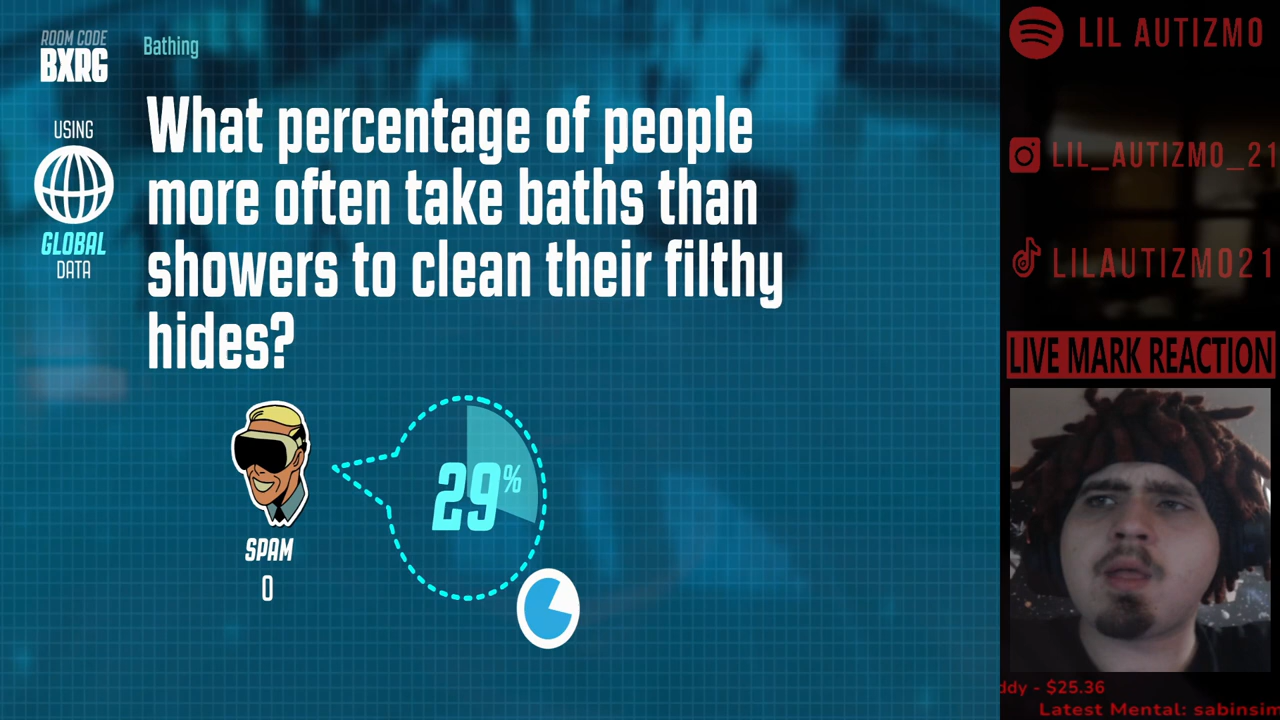 ROOM CODE
BXRG
Bathing
USING
GLOBAL
DATA
What percentage of people
more often take baths than
showers to clean their filthy
hides?
29%
SPAM
0
LIL AUTIZMO
LIL_AUTIZMO_21
LILAUTIZMO21
LIVE MARK REACTION
ddy - $25.36
Latest Mental: sabinsim